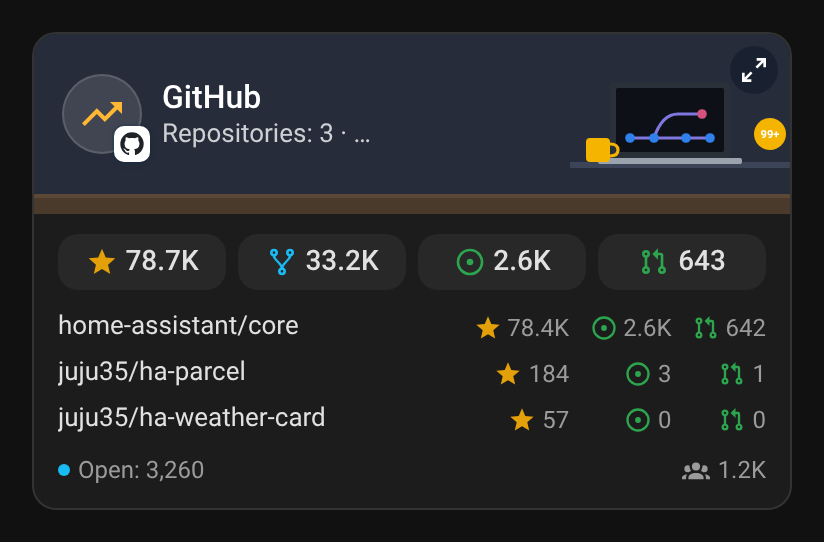 GitHub
Repositories: 3 · …
99+
78.7K 33.2K 2.6K 643
home-assistant/core 78.4K 2.6K 642
juju35/ha-parcel 184 3 1
juju35/ha-weather-card 57 0 0
Open: 3,260 1.2K